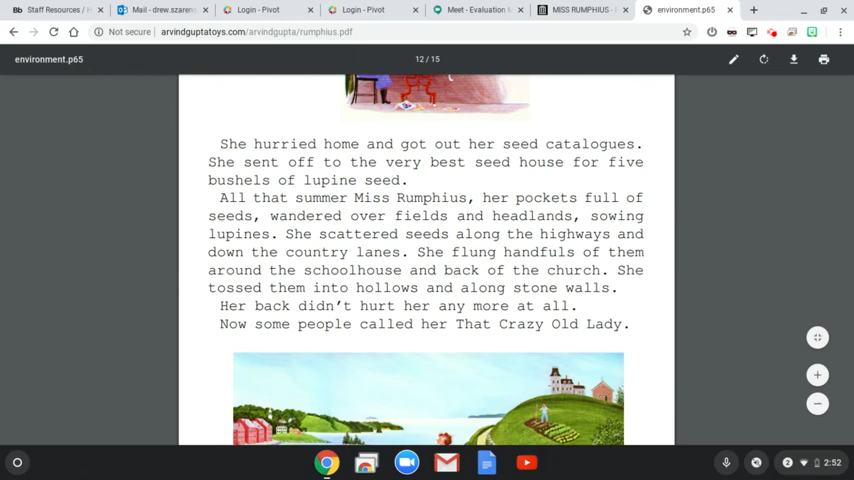 Bb Staff Resources / H
Mail - drew.szarens
Login - Pivot
Login - Pivot
Meet - Evaluation M
MISS RUMPHIUS -
environment.p65
Not secure | arvindguptatoys.com/arvindgupta/rumphius.pdf
environment.p65
12 / 15
She hurried home and got out her seed catalogues.
She sent off to the very best seed house for five
bushels of lupine seed.
All that summer Miss Rumphius, her pockets full of
seeds, wandered over fields and headlands, sowing
lupines. She scattered seeds along the highways and
down the country lanes. She flung handfuls of them
around the schoolhouse and back of the church. She
tossed them into hollows and along stone walls.
Her back didn't hurt her any more at all.
Now some people called her That Crazy Old Lady.
2 2:52